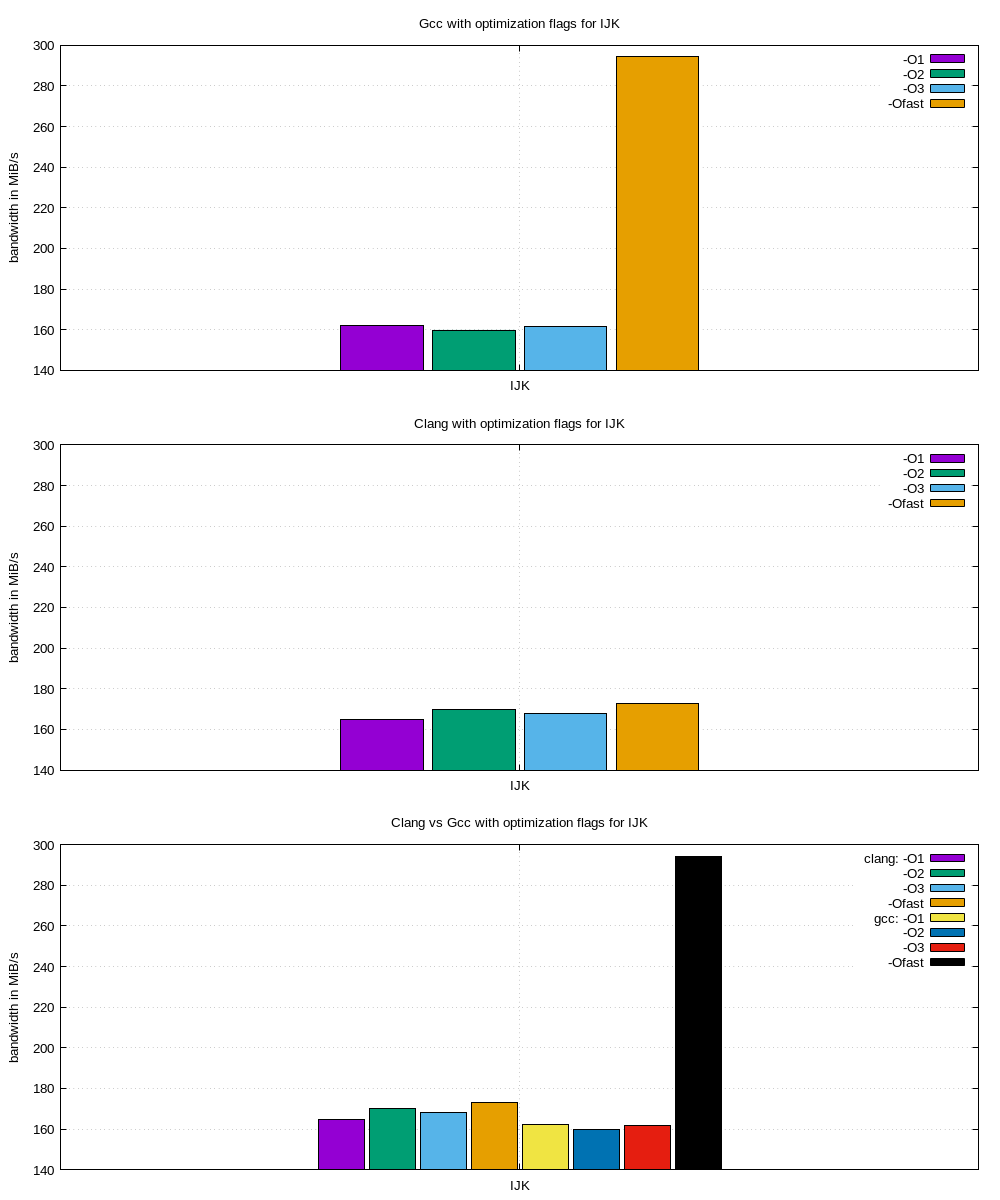 Gcc with optimization flags for IJK
300
280
260
240
220
200
180
160
140
bandwidth in MiB/s
-O1
-O2
-O3
-Ofast
IJK
Clang with optimization flags for IJK
300
280
260
240
220
200
180
160
140
bandwidth in MiB/s
-O1
-O2
-O3
-Ofast
IJK
Clang vs Gcc with optimization flags for IJK
300
280
260
240
220
200
180
160
140
bandwidth in MiB/s
clang: -O1
-O2
-O3
-Ofast
gcc: -O1
-O2
-O3
-Ofast
IJK